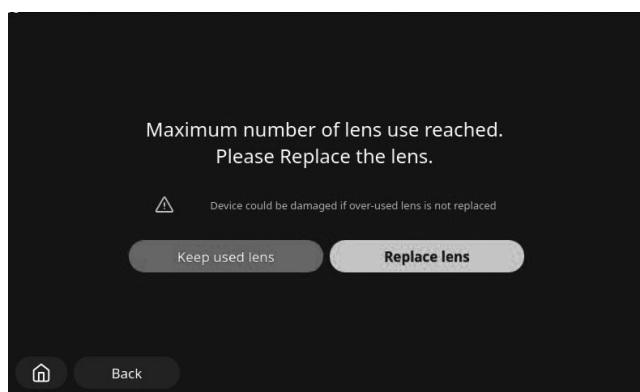 Maximum number of lens use reached.
Please Replace the lens.
Device could be damaged if over-used lens is not replaced
Keep used lens
Replace lens
Back